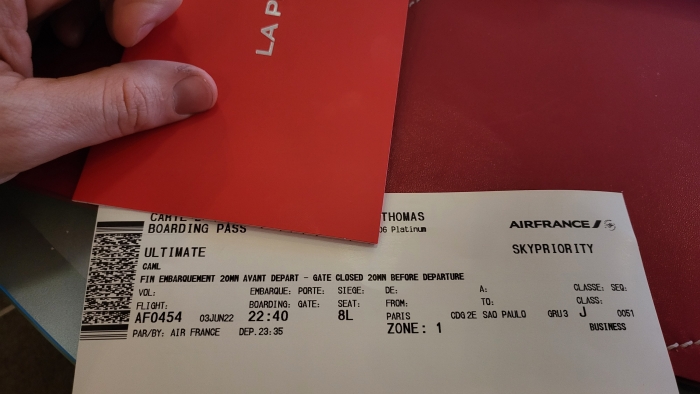 LA P
THOMAS
BOARDING PASS
Platinum
AIRFRANCE
ULTIMATE
SKYPRIORITY
CAML
FIN EMBARQUEMENT 20MN AVANT DEPART - GATE CLOSED 20MN BEFORE DEPARTURE
VOL: EMBARQUE: PORTE: SIEGE: DE: A: CLASSE: SEQ:
FLIGHT: BOARDING: GATE: SEAT: FROM: TO: CLASS:
AF0454 03JUN22 22:40 8L PARIS CDG2E SAO PAULO GRU3 J 0051
PAR/BY: AIR FRANCE DEP.23:35 ZONE: 1 BUSINESS